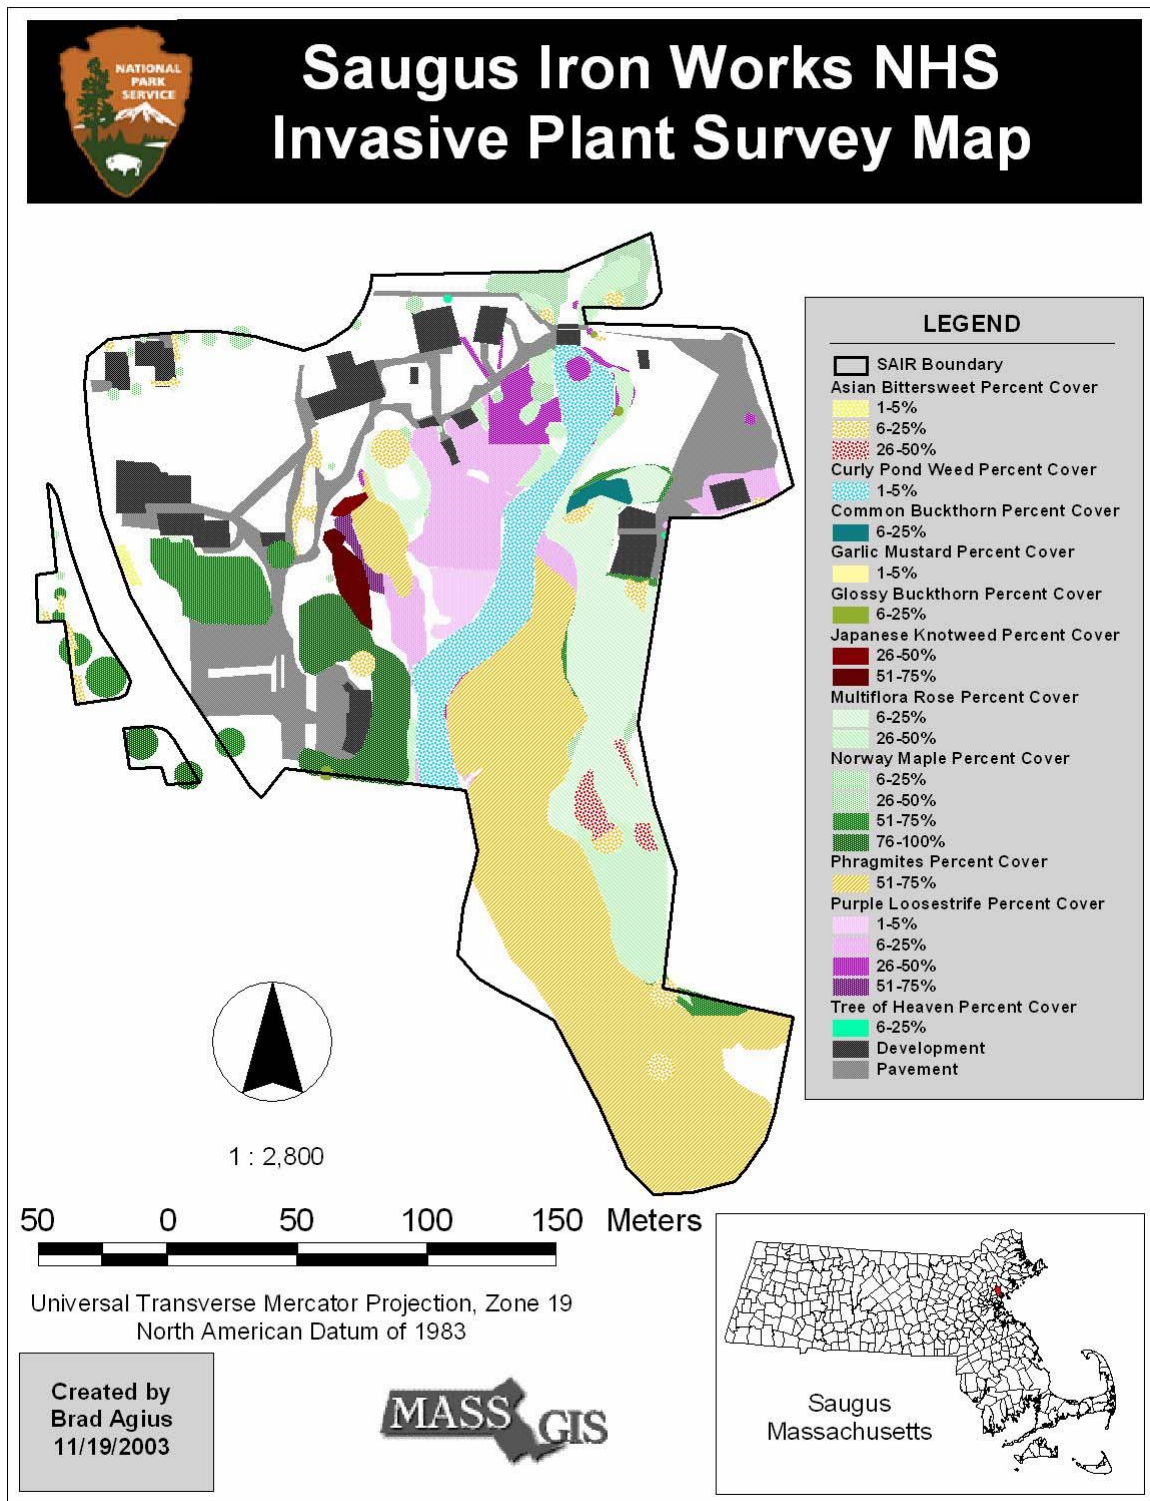 NATIONAL
PARK
SERVICE
Saugus Iron Works NHS
Invasive Plant Survey Map
LEGEND
SAIR Boundary
Asian Bittersweet Percent Cover
1-5%
6-25%
26-50%
Curly Pond Weed Percent Cover
1-5%
Common Buckthorn Percent Cover
6-25%
Garlic Mustard Percent Cover
1-5%
Glossy Buckthorn Percent Cover
6-25%
Japanese Knotweed Percent Cover
26-50%
51-75%
Multiflora Rose Percent Cover
6-25%
26-50%
Norway Maple Percent Cover
6-25%
26-50%
51-75%
76-100%
Phragmites Percent Cover
51-75%
Purple Loosestrife Percent Cover
1-5%
6-25%
26-50%
51-75%
Tree of Heaven Percent Cover
6-25%
Development
Pavement
1 : 2,800
50 0 50 100 150 Meters
Universal Transverse Mercator Projection, Zone 19
North American Datum of 1983
Created by
Brad Agius
11/19/2003
MASS GIS
Saugus
Massachusetts